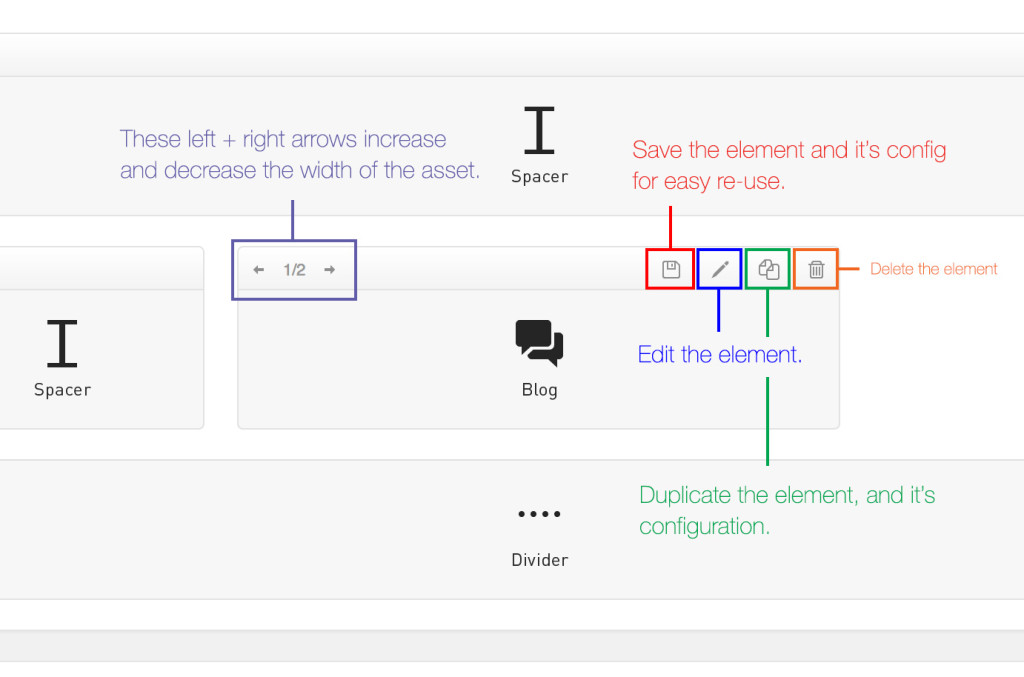 These left + right arrows increase
and decrease the width of the asset.
Spacer
Save the element and it's config
for easy re-use.
1/2
Delete the element
Spacer
Edit the element.
Blog
Duplicate the element, and it's
configuration.
Divider